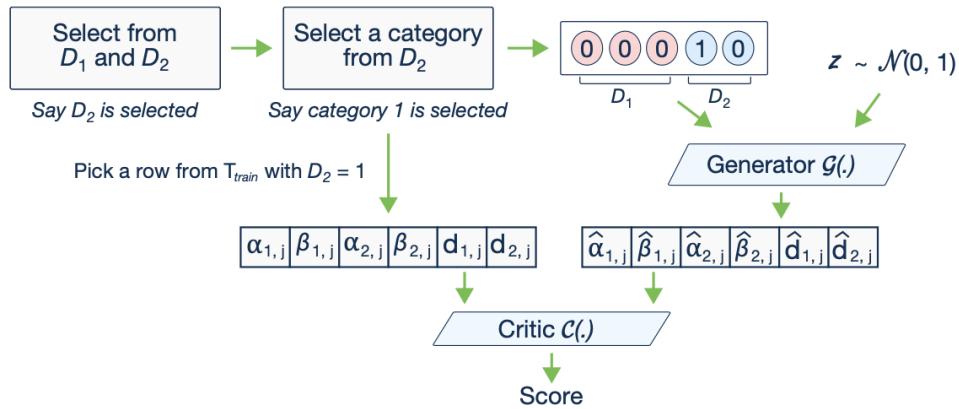 Select from
D₁ and D₂
Select a category
from D₂
0 0 0 1 0
D₁ D₂
z ~ 𝒩(0, 1)
Say D₂ is selected
Say category 1 is selected
Pick a row from T_train with D₂ = 1
Generator 𝒢(.)
α₁,ⱼ β₁,ⱼ α₂,ⱼ β₂,ⱼ d₁,ⱼ d₂,ⱼ
α̂₁,ⱼ β̂₁,ⱼ α̂₂,ⱼ β̂₂,ⱼ d̂₁,ⱼ d̂₂,ⱼ
Critic 𝒞(.)
Score